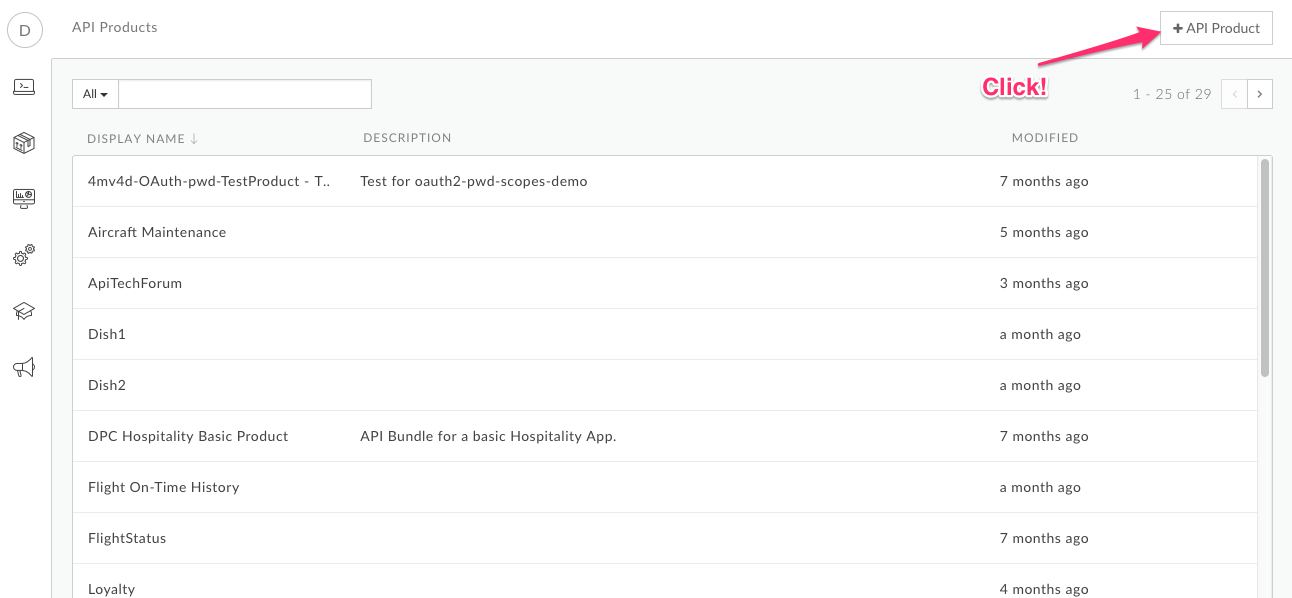 D
API Products
+ API Product
Click!
All
1 - 25 of 29
DISPLAY NAME ↓ DESCRIPTION MODIFIED
4mv4d-OAuth-pwd-TestProduct - T.. Test for oauth2-pwd-scopes-demo 7 months ago
Aircraft Maintenance 5 months ago
ApiTechForum 3 months ago
Dish1 a month ago
Dish2 a month ago
DPC Hospitality Basic Product API Bundle for a basic Hospitality App. 7 months ago
Flight On-Time History a month ago
FlightStatus 7 months ago
Loyalty 4 months ago